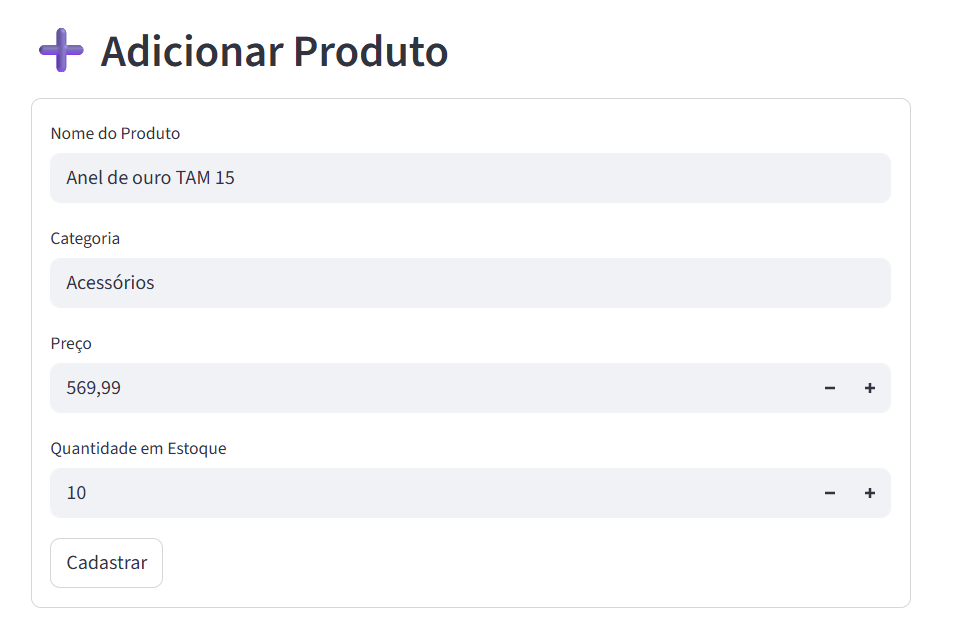 Adicionar Produto
Nome do Produto
Anel de ouro TAM 15
Categoria
Acessórios
Preço
569,99
Quantidade em Estoque
10
Cadastrar